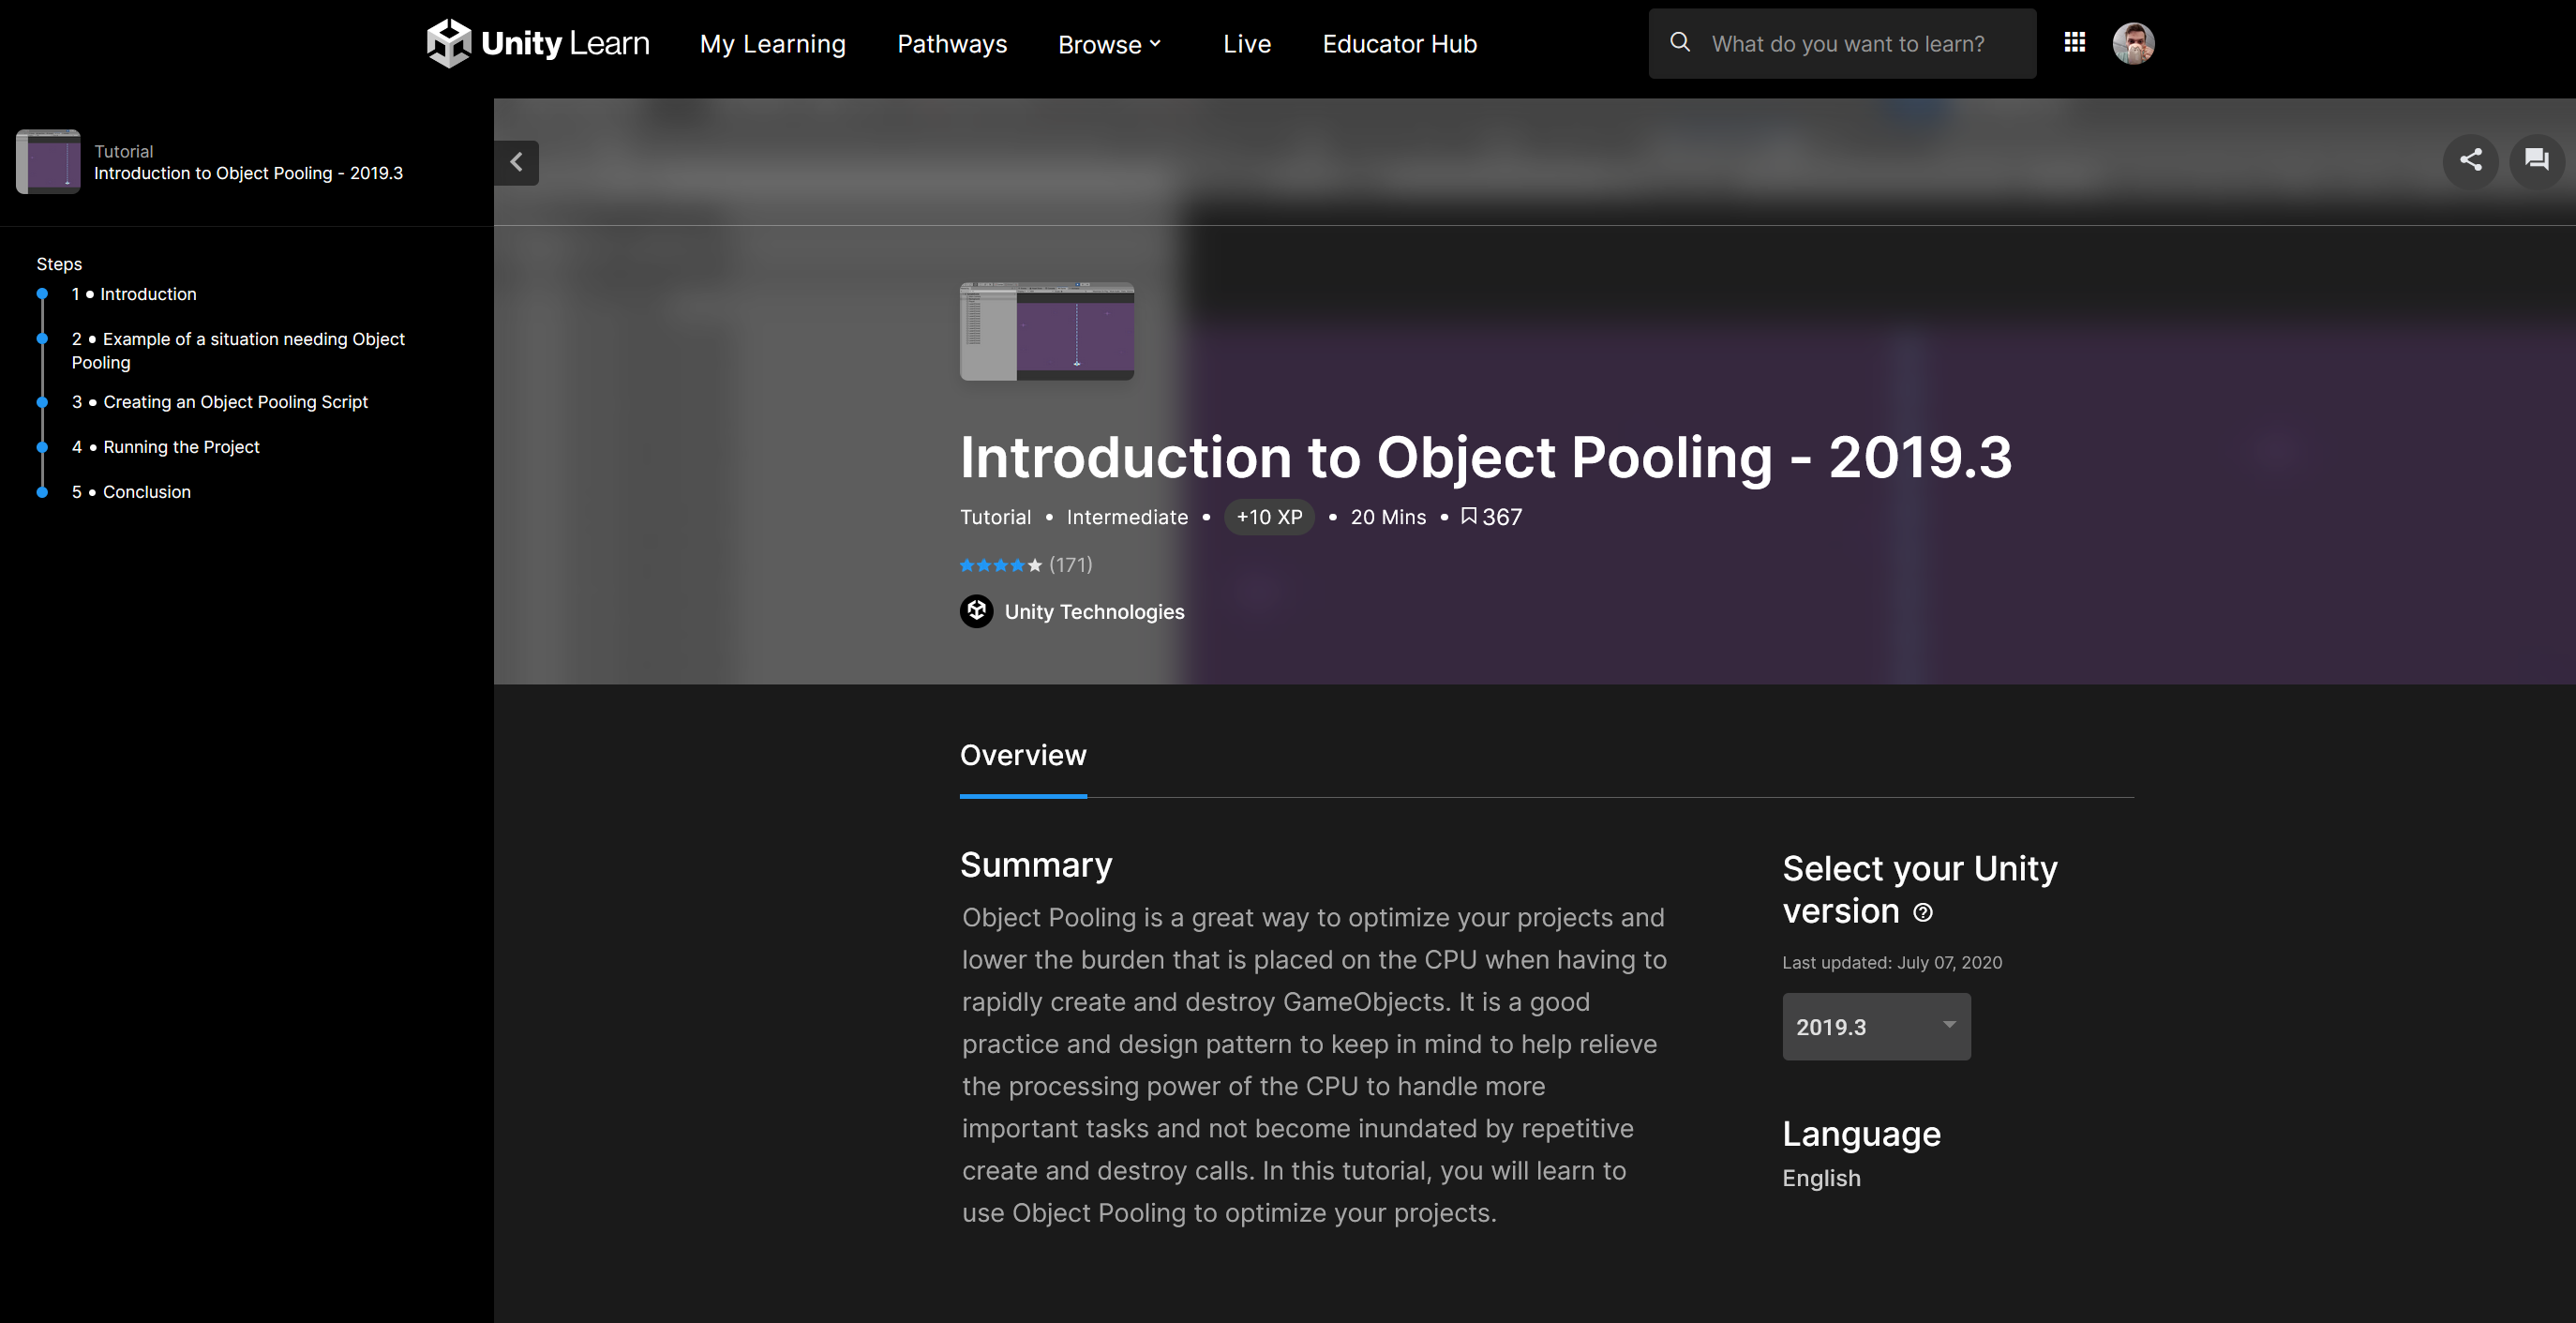 Unity Learn
My Learning
Pathways
Browse
Live
Educator Hub
What do you want to learn?
Tutorial
Introduction to Object Pooling - 2019.3
Steps
1 • Introduction
2 • Example of a situation needing Object
Pooling
3 • Creating an Object Pooling Script
4 • Running the Project
5 • Conclusion
Introduction to Object Pooling - 2019.3
Tutorial • Intermediate • +10 XP • 20 Mins • 367
(171)
Unity Technologies
Overview
Summary
Object Pooling is a great way to optimize your projects and
lower the burden that is placed on the CPU when having to
rapidly create and destroy GameObjects. It is a good
practice and design pattern to keep in mind to help relieve
the processing power of the CPU to handle more
important tasks and not become inundated by repetitive
create and destroy calls. In this tutorial, you will learn to
use Object Pooling to optimize your projects.
Select your Unity
version
Last updated: July 07, 2020
2019.3
Language
English